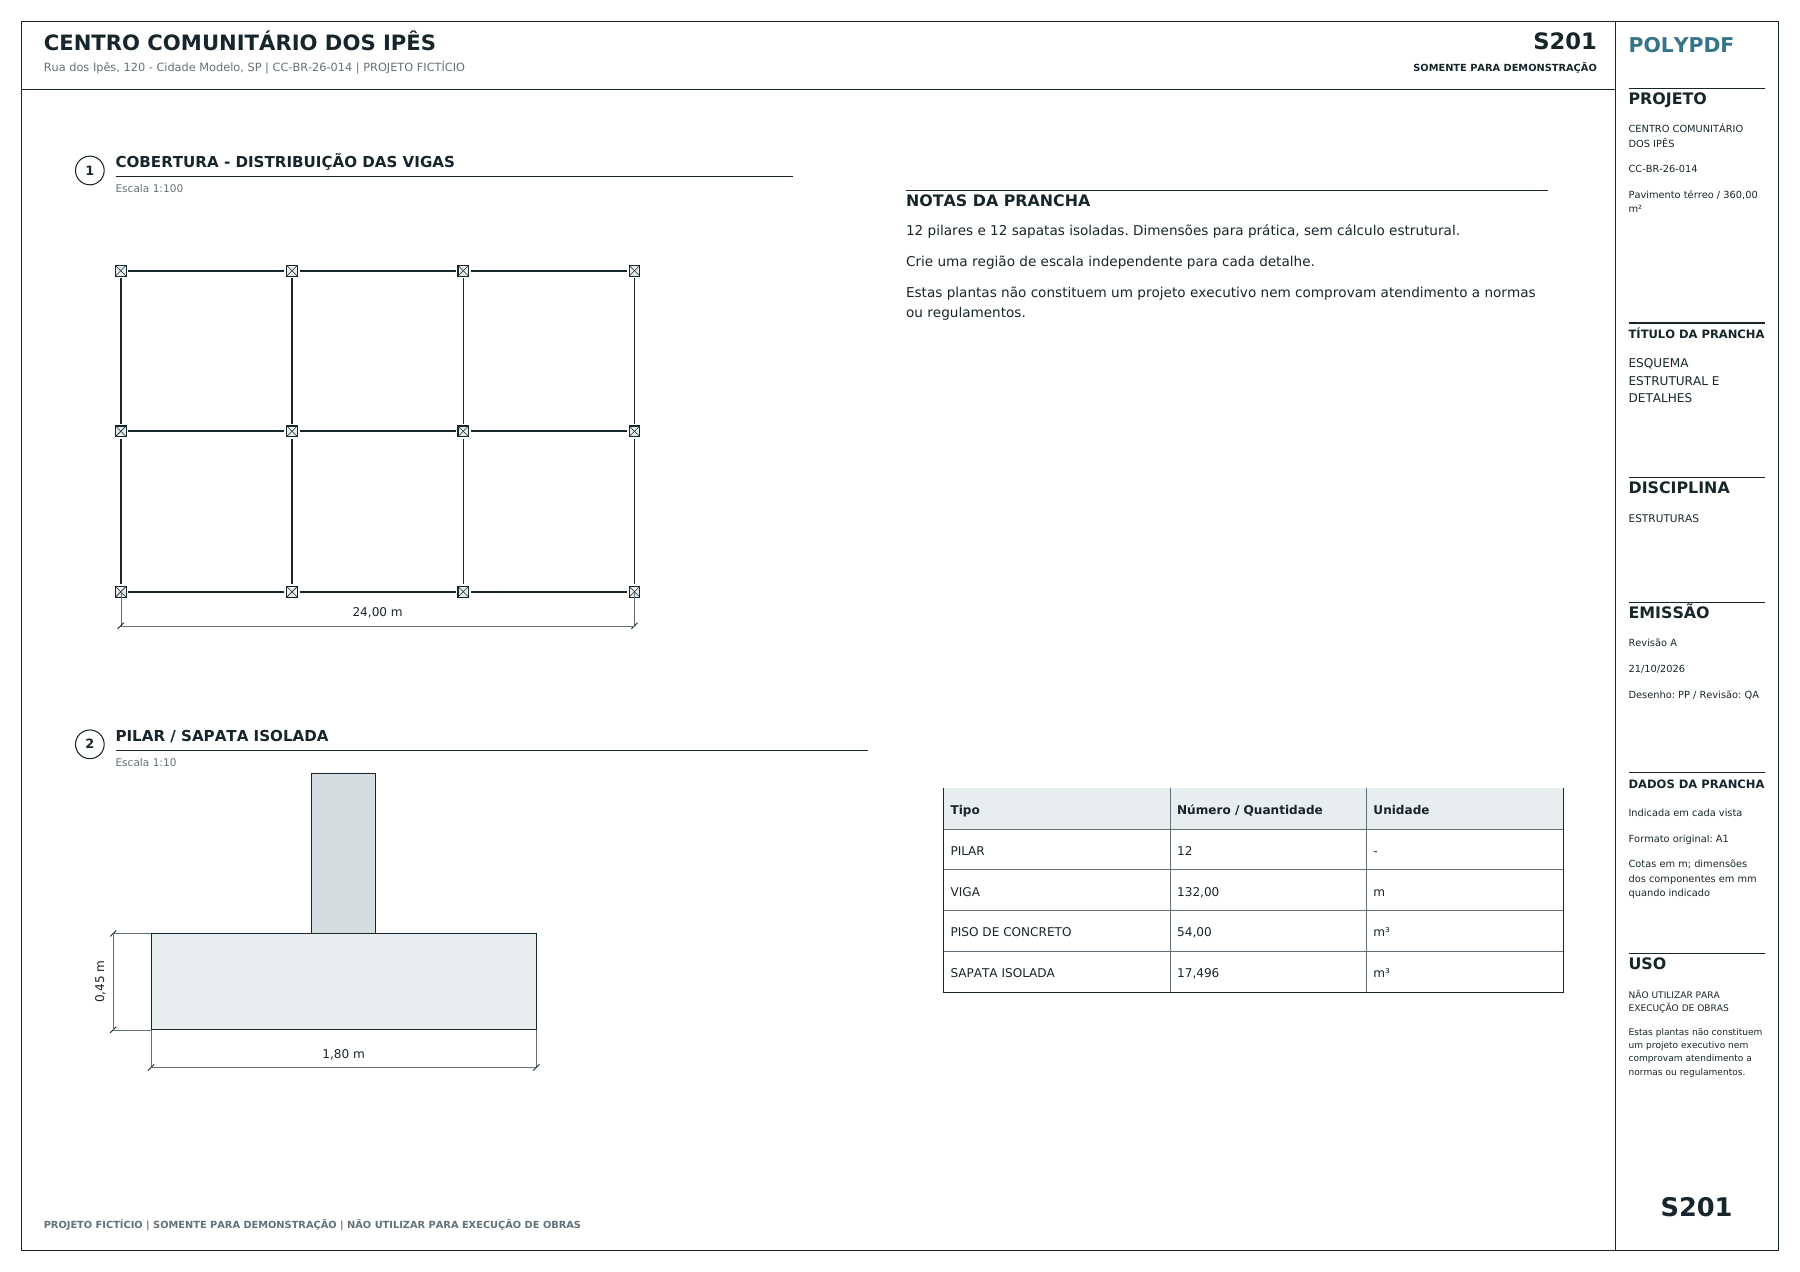 CENTRO COMUNITÁRIO DOS IPÊS
Rua dos Ipês, 120 - Cidade Modelo, SP | CC-BR-26-014 | PROJETO FICTÍCIO
S201
SOMENTE PARA DEMONSTRAÇÃO
1
COBERTURA - DISTRIBUIÇÃO DAS VIGAS
Escala 1:100
24,00 m
NOTAS DA PRANCHA
12 pilares e 12 sapatas isoladas. Dimensões para prática, sem cálculo estrutural.
Crie uma região de escala independente para cada detalhe.
Estas plantas não constituem um projeto executivo nem comprovam atendimento a normas
ou regulamentos.
2
PILAR / SAPATA ISOLADA
Escala 1:10
0,45 m
1,80 m
Tipo Número / Quantidade Unidade
PILAR 12 -
VIGA 132,00 m
PISO DE CONCRETO 54,00 m³
SAPATA ISOLADA 17,496 m³
PROJETO FICTÍCIO | SOMENTE PARA DEMONSTRAÇÃO | NÃO UTILIZAR PARA EXECUÇÃO DE OBRAS
POLYPDF
PROJETO
CENTRO COMUNITÁRIO
DOS IPÊS
CC-BR-26-014
Pavimento térreo / 360,00
m²
TÍTULO DA PRANCHA
ESQUEMA
ESTRUTURAL E
DETALHES
DISCIPLINA
ESTRUTURAS
EMISSÃO
Revisão A
21/10/2026
Desenho: PP / Revisão: QA
DADOS DA PRANCHA
Indicada em cada vista
Formato original: A1
Cotas em m; dimensões
dos componentes em mm
quando indicado
USO
NÃO UTILIZAR PARA
EXECUÇÃO DE OBRAS
Estas plantas não constituem
um projeto executivo nem
comprovam atendimento a
normas ou regulamentos.
S201